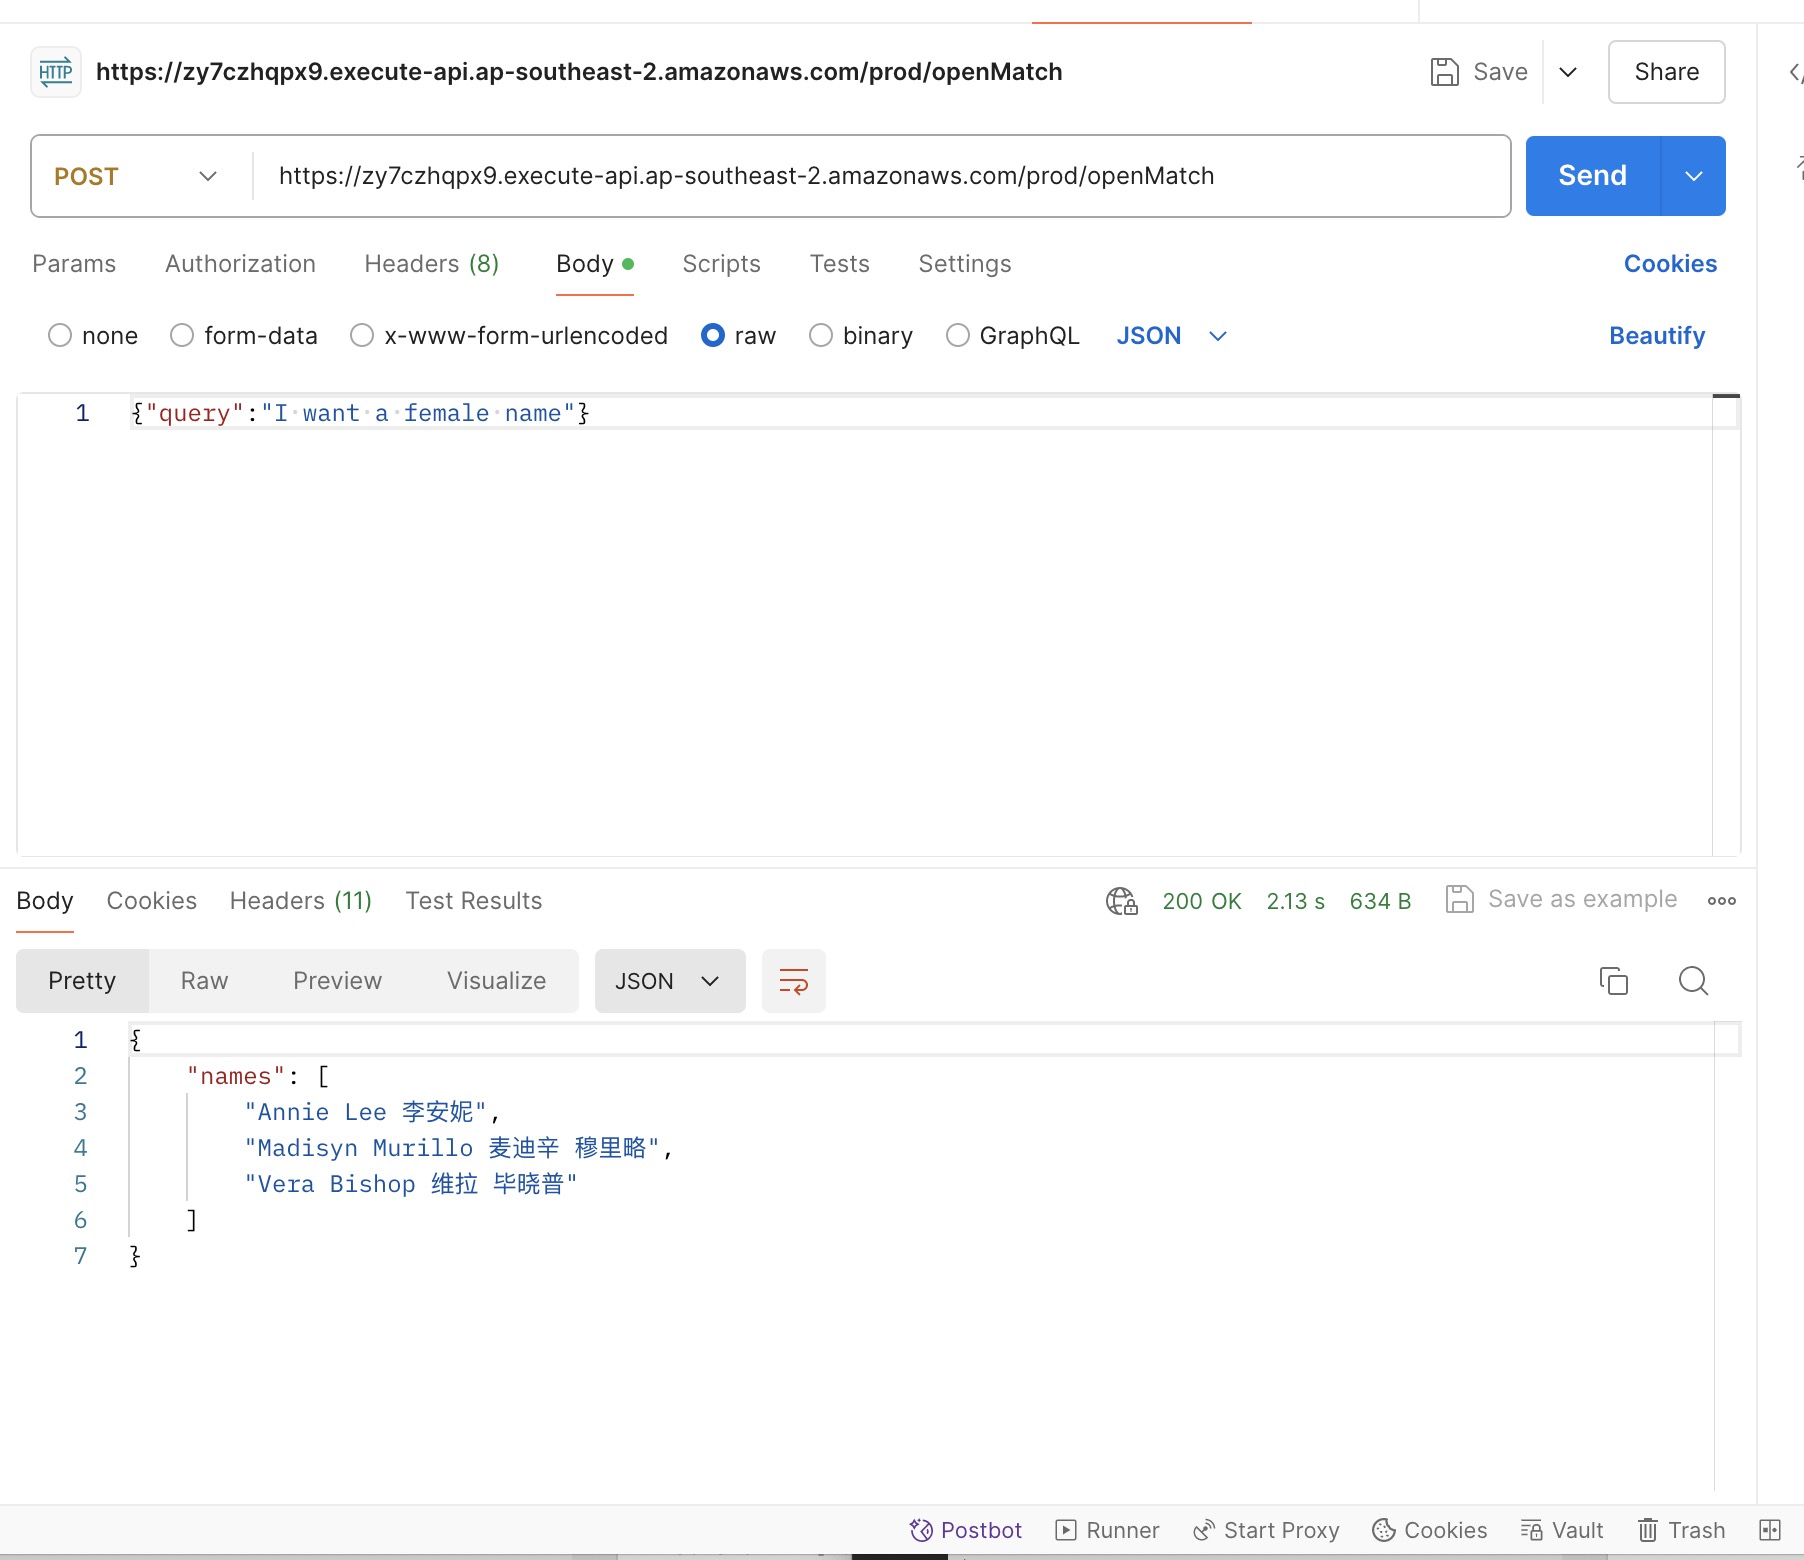 HTTP https://zy7czhqpx9.execute-api.ap-southeast-2.amazonaws.com/prod/openMatch Save Share
POST https://zy7czhqpx9.execute-api.ap-southeast-2.amazonaws.com/prod/openMatch Send
Params Authorization Headers (8) Body Scripts Tests Settings Cookies
none form-data x-www-form-urlencoded raw binary GraphQL JSON Beautify
1 {"query":"I want a female name"}
Body Cookies Headers (11) Test Results 200 OK 2.13 s 634 B Save as example
Pretty Raw Preview Visualize JSON
1 {
2 "names": [
3 "Annie Lee 李安妮",
4 "Madisyn Murillo 麦迪辛 穆里略",
5 "Vera Bishop 维拉 毕晓普"
6 ]
7 }
Postbot Runner Start Proxy Cookies Vault Trash